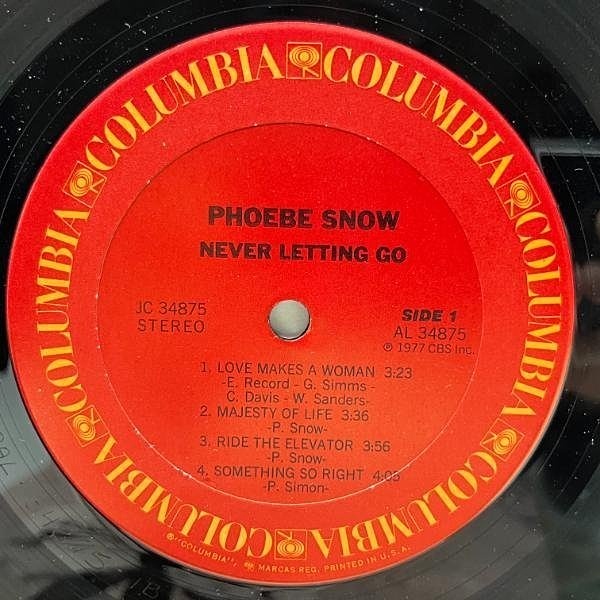 COLUMBIA COLUMBIA COLUMBIA COLUMBIA COLUMBIA COLUMBIA
PHOEBE SNOW
NEVER LETTING GO
JC 34875
STEREO
SIDE 1
AL 34875
℗ 1977 CBS Inc.
1. LOVE MAKES A WOMAN 3:23
-E. Record - G. Simms -
C. Davis - W. Sanders-
2. MAJESTY OF LIFE 3:36
-P. Snow-
3. RIDE THE ELEVATOR 3:56
-P. Snow-
4. SOMETHING SO RIGHT 4:05
-P. Simon-
® "COLUMBIA", MARCAS REG. PRINTED IN U.S.A.